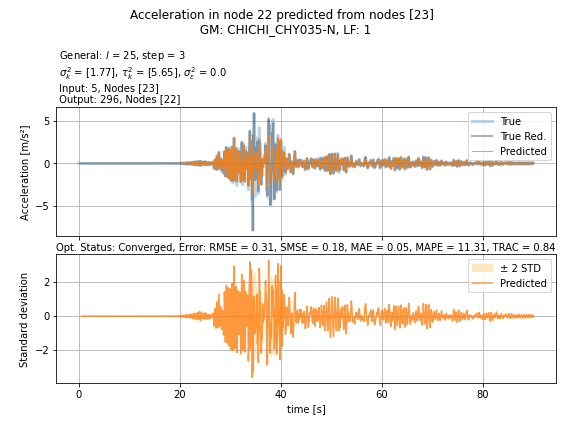 Acceleration in node 22 predicted from nodes [23]
GM: CHICHI_CHY035-N, LF: 1
General: l = 25, step = 3
σ²ₖ = [1.77], τ²ₖ = [5.65], σ²ε = 0.0
Input: 5, Nodes [23]
Output: 296, Nodes [22]
Acceleration [m/s²]
5
0
−5
True
True Red.
Predicted
Opt. Status: Converged, Error: RMSE = 0.31, SMSE = 0.18, MAE = 0.05, MAPE = 11.31, TRAC = 0.84
Standard deviation
2
0
−2
± 2 STD
Predicted
0 20 40 60 80
time [s]